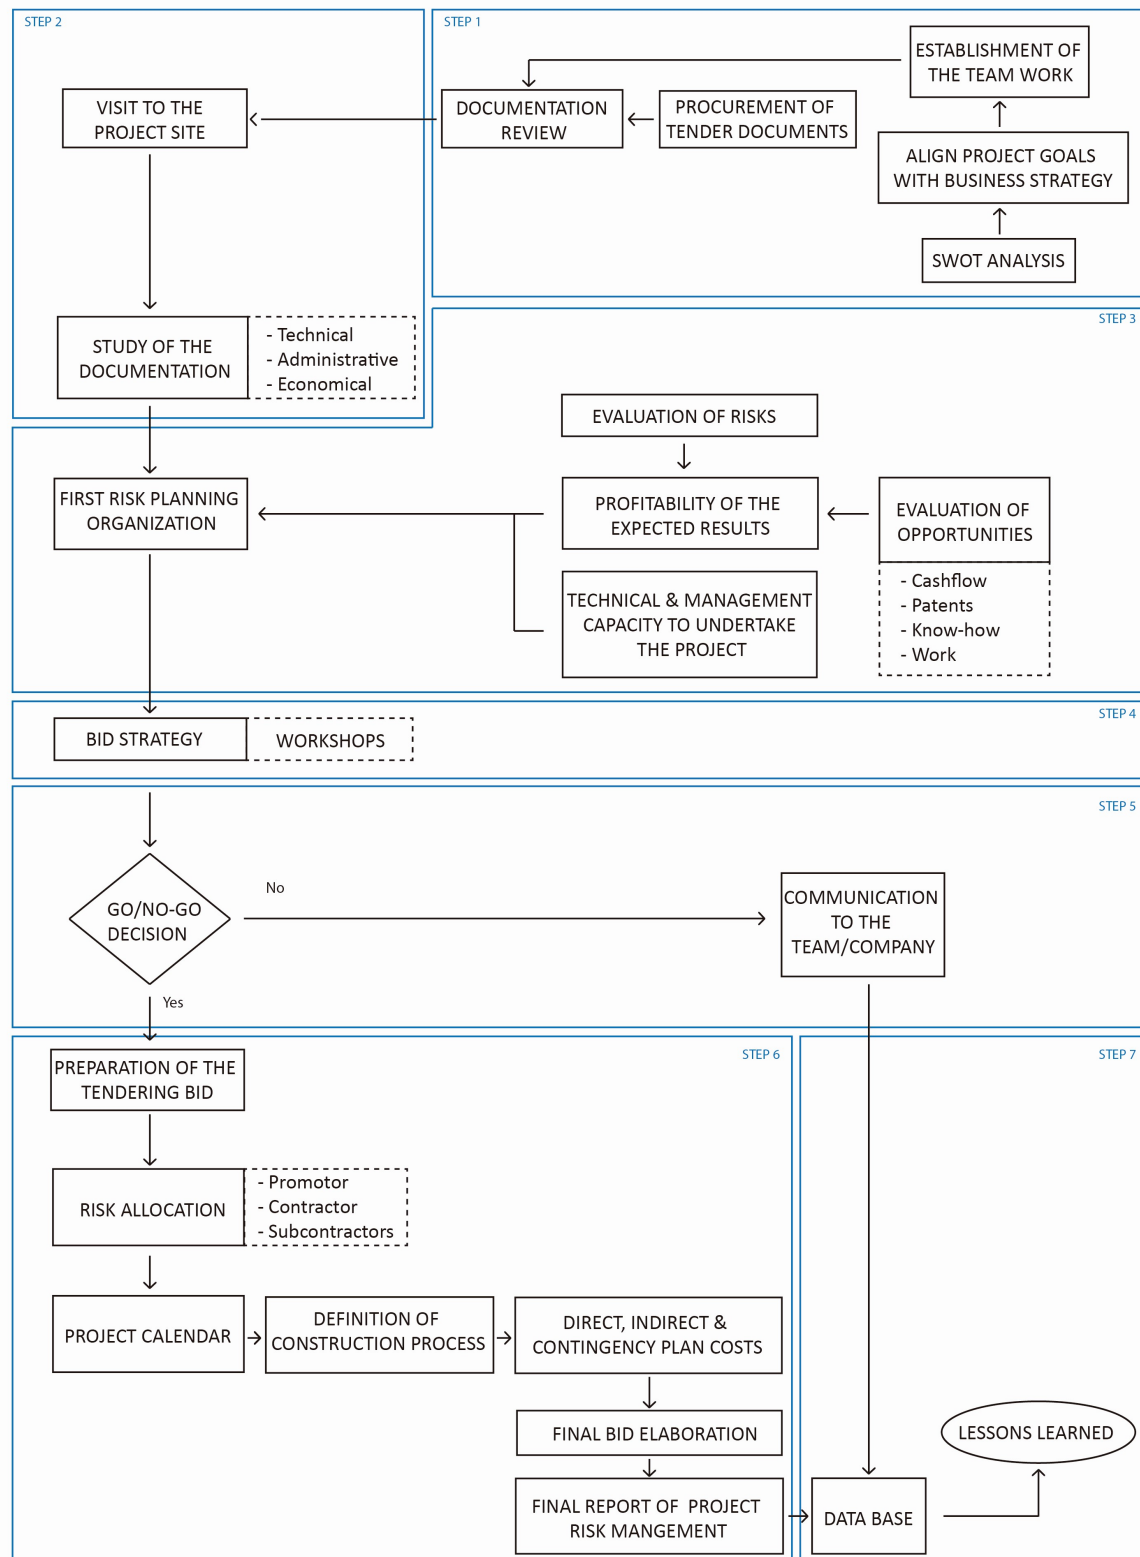 STEP 2
STEP 1
ESTABLISHMENT OF
THE TEAM WORK
VISIT TO THE
PROJECT SITE
DOCUMENTATION
REVIEW
PROCUREMENT OF
TENDER DOCUMENTS
ALIGN PROJECT GOALS
WITH BUSINESS STRATEGY
SWOT ANALYSIS
STUDY OF THE
DOCUMENTATION
- Technical
- Administrative
- Economical
STEP 3
EVALUATION OF RISKS
FIRST RISK PLANNING
ORGANIZATION
PROFITABILITY OF THE
EXPECTED RESULTS
EVALUATION OF
OPPORTUNITIES
- Cashflow
- Patents
- Know-how
- Work
TECHNICAL & MANAGEMENT
CAPACITY TO UNDERTAKE
THE PROJECT
STEP 4
BID STRATEGY
WORKSHOPS
STEP 5
GO/NO-GO
DECISION
No
COMMUNICATION
TO THE
TEAM/COMPANY
Yes
STEP 6
STEP 7
PREPARATION OF THE
TENDERING BID
RISK ALLOCATION
- Promotor
- Contractor
- Subcontractors
PROJECT CALENDAR
DEFINITION OF
CONSTRUCTION PROCESS
DIRECT, INDIRECT &
CONTINGENCY PLAN COSTS
FINAL BID ELABORATION
FINAL REPORT OF PROJECT
RISK MANGEMENT
DATA BASE
LESSONS LEARNED